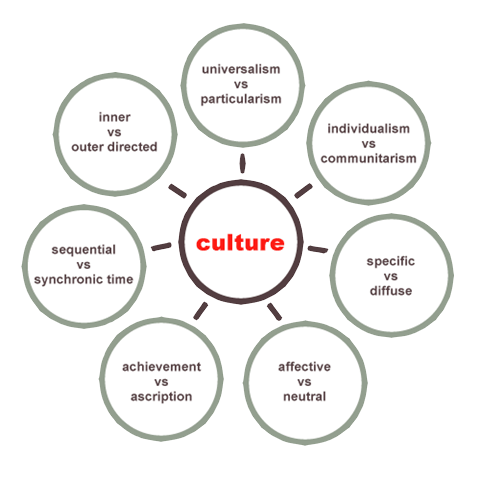 universalism
vs
particularism
individualism
vs
communitarism
specific
vs
diffuse
affective
vs
neutral
achievement
vs
ascription
sequential
vs
synchronic time
inner
vs
outer directed
culture